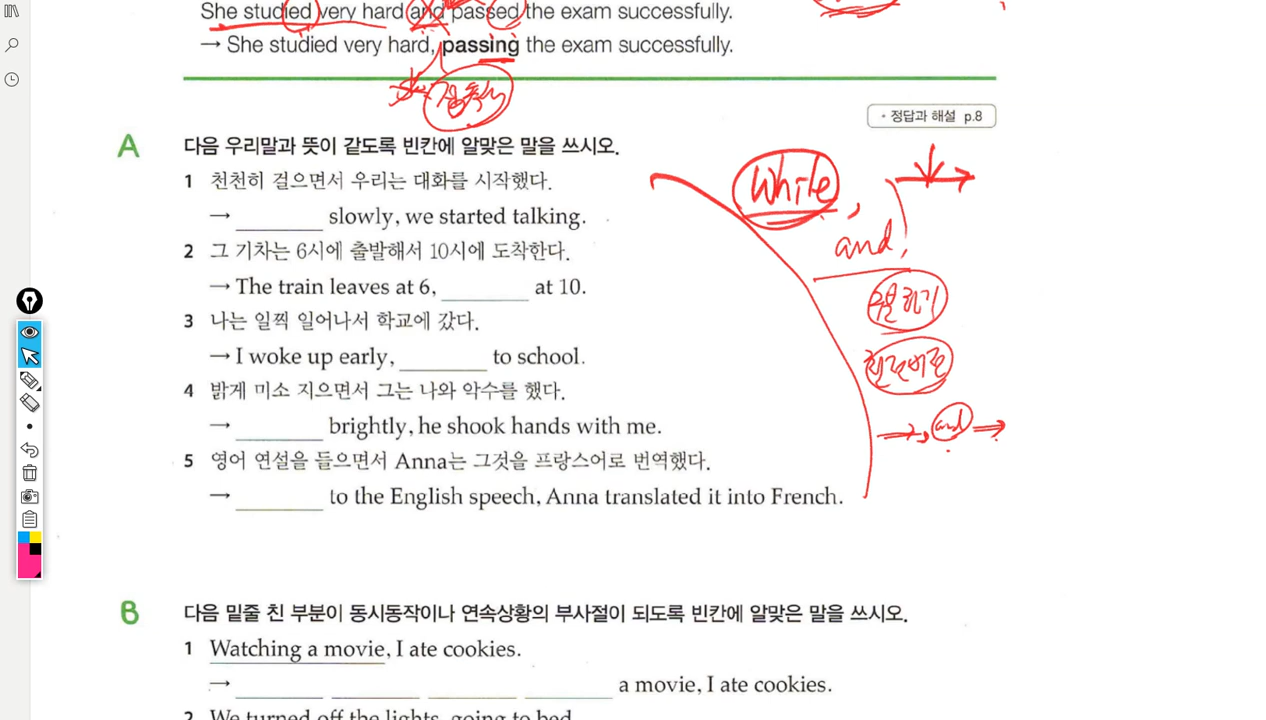 She studied very hard and passed the exam successfully.
→ She studied very hard, passing the exam successfully.
• 정답과 해설 p.8
A 다음 우리말과 뜻이 같도록 빈칸에 알맞은 말을 쓰시오.
1 천천히 걸으면서 우리는 대화를 시작했다.
→ ________ slowly, we started talking.
2 그 기차는 6시에 출발해서 10시에 도착한다.
→ The train leaves at 6, ________ at 10.
3 나는 일찍 일어나서 학교에 갔다.
→ I woke up early, ________ to school.
4 밝게 미소 지으면서 그는 나와 악수를 했다.
→ ________ brightly, he shook hands with me.
5 영어 연설을 들으면서 Anna는 그것을 프랑스어로 번역했다.
→ ________ to the English speech, Anna translated it into French.
while,
and,
and
B 다음 밑줄 친 부분이 동시동작이나 연속상황의 부사절이 되도록 빈칸에 알맞은 말을 쓰시오.
1 Watching a movie, I ate cookies.
→ ________ ________ ________ ________ a movie, I ate cookies.
2 We turned off the lights, going to bed.